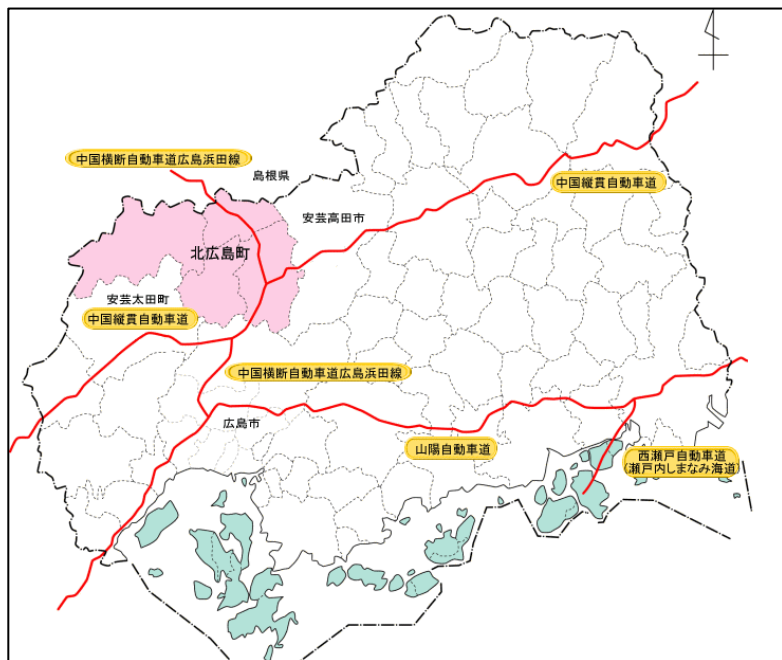 中国横断自動車道広島浜田線
島根県
中国縦貫自動車道
安芸高田市
北広島町
安芸太田町
中国縦貫自動車道
中国横断自動車道広島浜田線
広島市
山陽自動車道
西瀬戸自動車道
(瀬戸内しまなみ海道)